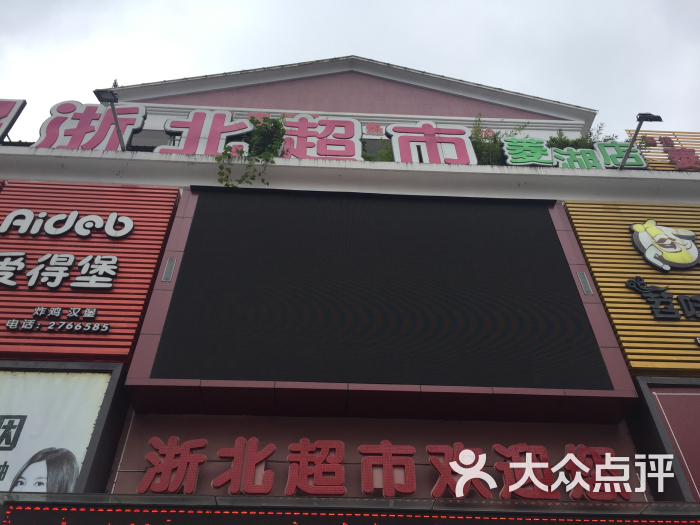 浙北超市 菱湖店
Aideb
爱得堡
炸鸡·汉堡
电话：2766585
浙北超市欢迎您
大众点评